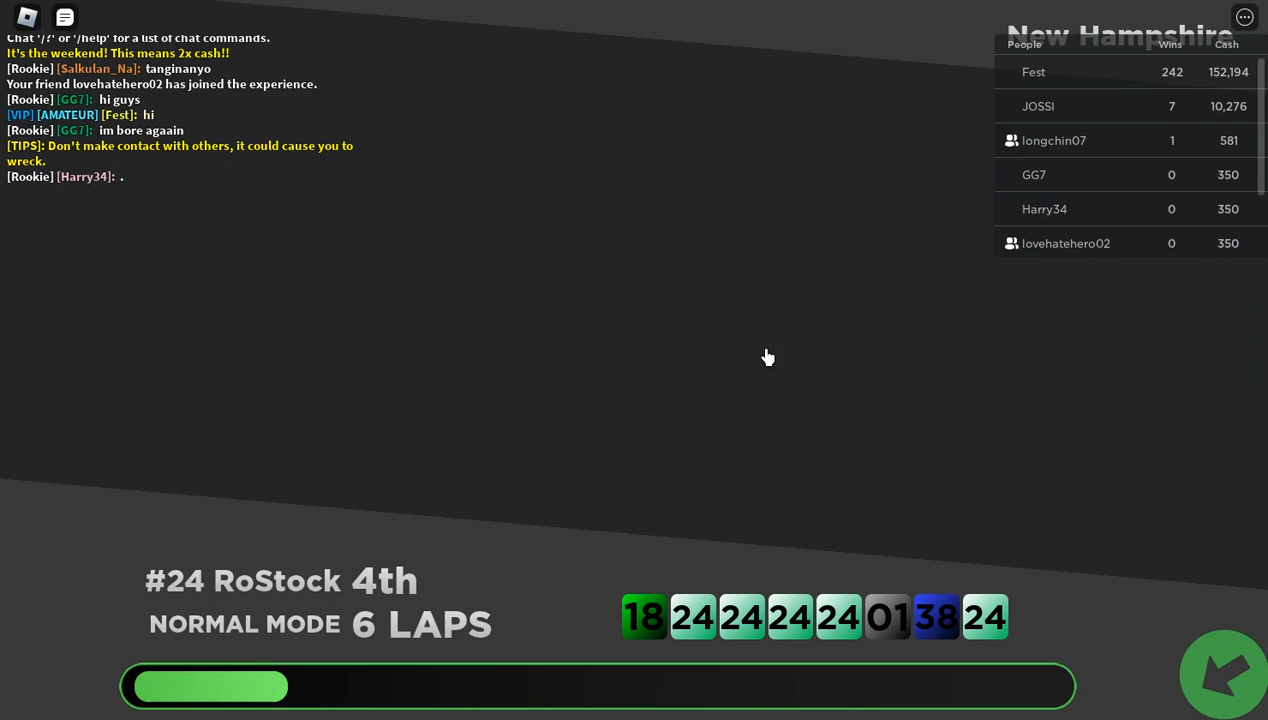 Chat '/?' or '/help' for a list of chat commands.
It's the weekend! This means 2x cash!!
[Rookie] [Salkulan_Na]: tanginanyo
Your friend lovehatehero02 has joined the experience.
[Rookie] [GG7]: hi guys
[VIP] [AMATEUR] [Fest]: hi
[Rookie] [GG7]: im bore agaain
[TIPS]: Don't make contact with others, it could cause you to
wreck.
[Rookie] [Harry34]: .
New Hampshire
People Wins Cash
Fest 242 152,194
JOSSI 7 10,276
longchin07 1 581
GG7 0 350
Harry34 0 350
lovehatehero02 0 350
#24 RoStock 4th
NORMAL MODE 6 LAPS
18 24 24 24 24 01 38 24